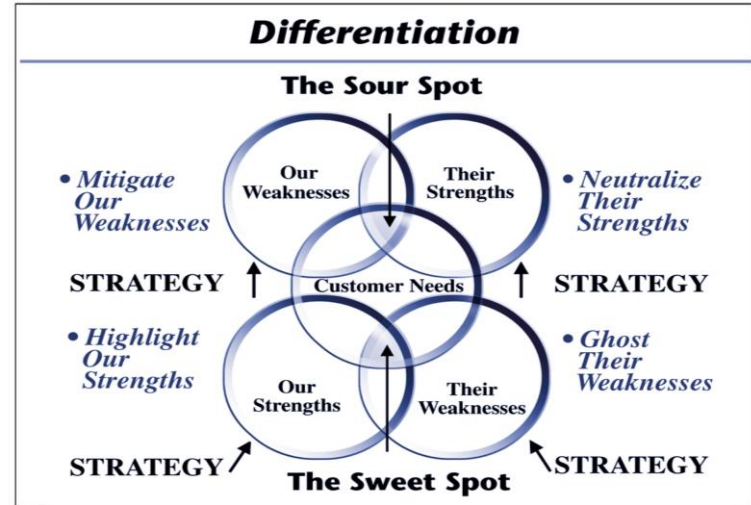 Differentiation
The Sour Spot
Our
Weaknesses
Their
Strengths
• Mitigate
Our
Weaknesses
• Neutralize
Their
Strengths
STRATEGY
Customer Needs
STRATEGY
• Highlight
Our
Strengths
• Ghost
Their
Weaknesses
Our
Strengths
Their
Weaknesses
STRATEGY
The Sweet Spot
STRATEGY